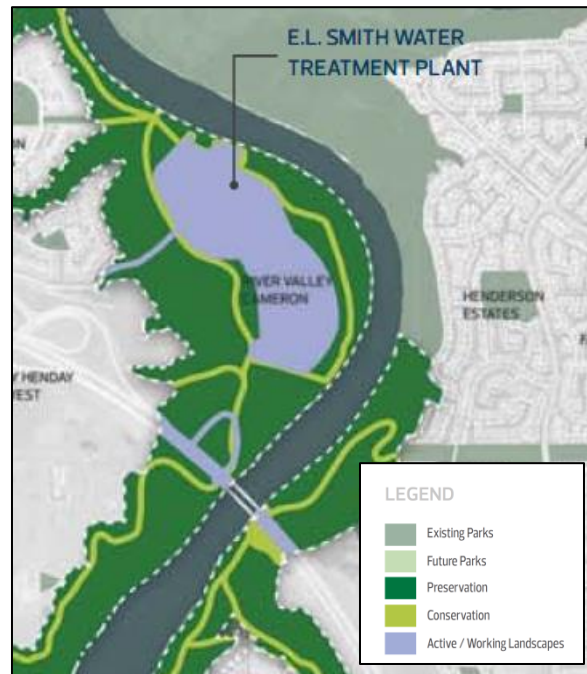 E.L. SMITH WATER
TREATMENT PLANT
RIVER VALLEY
CAMERON
HENDERSON
ESTATES
HENDAY
LEGEND
Existing Parks
Future Parks
Preservation
Conservation
Active / Working Landscapes